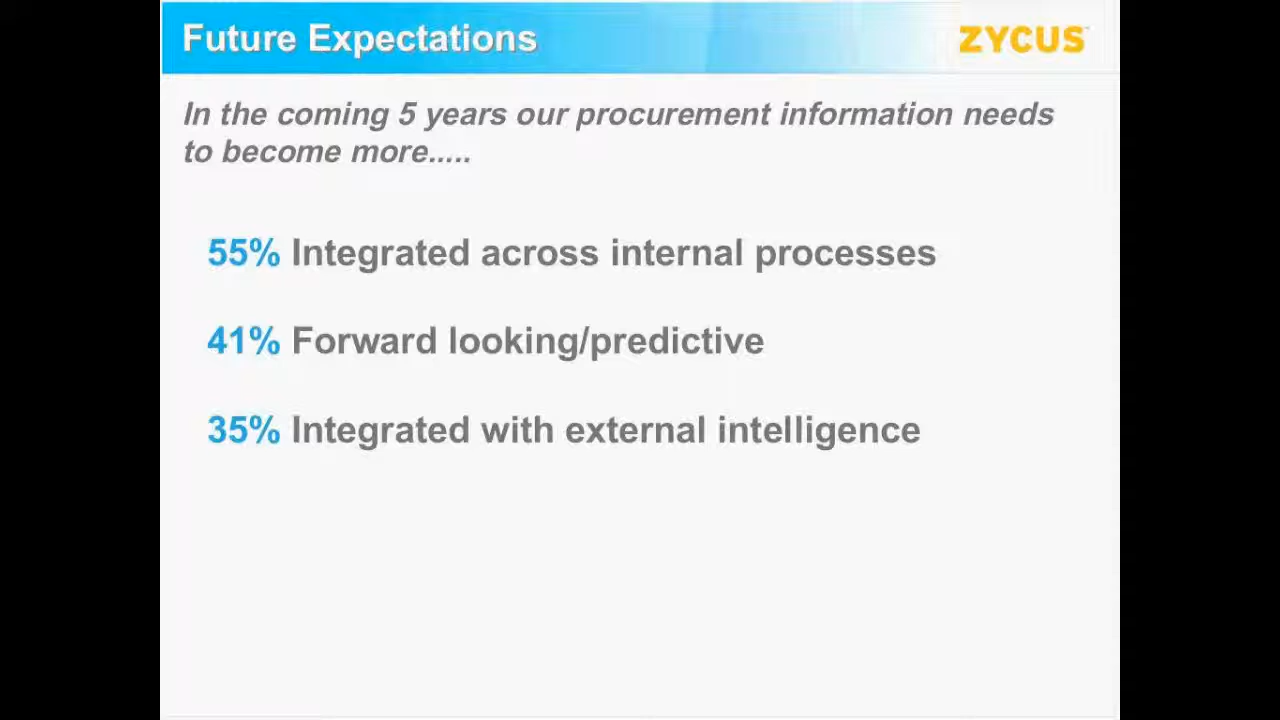 Future Expectations
ZYCUS
In the coming 5 years our procurement information needs
to become more.....
55% Integrated across internal processes
41% Forward looking/predictive
35% Integrated with external intelligence